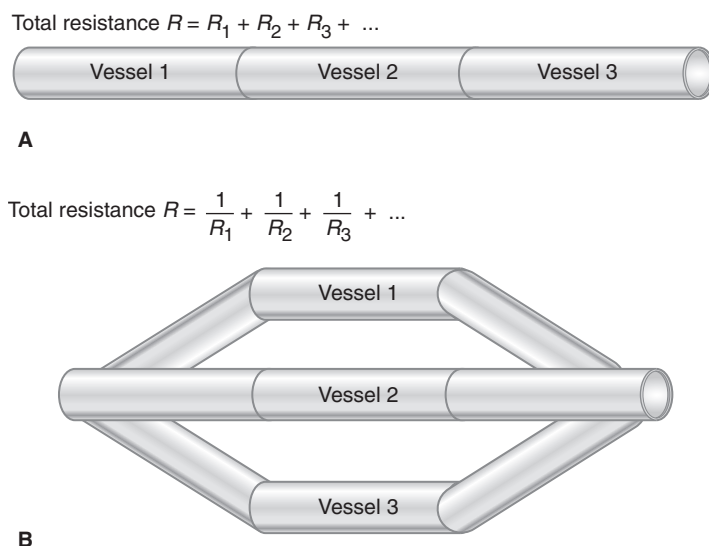 Total resistance R = R1 + R2 + R3 + ...
Vessel 1 Vessel 2 Vessel 3
A
Total resistance R = 1/R1 + 1/R2 + 1/R3 + ...
Vessel 1
Vessel 2
Vessel 3
B